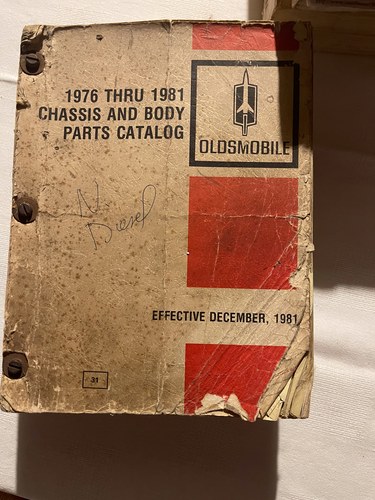 1976 THRU 1981
CHASSIS AND BODY
PARTS CATALOG
OLDSMOBILE
N
Diesel
EFFECTIVE DECEMBER, 1981
31